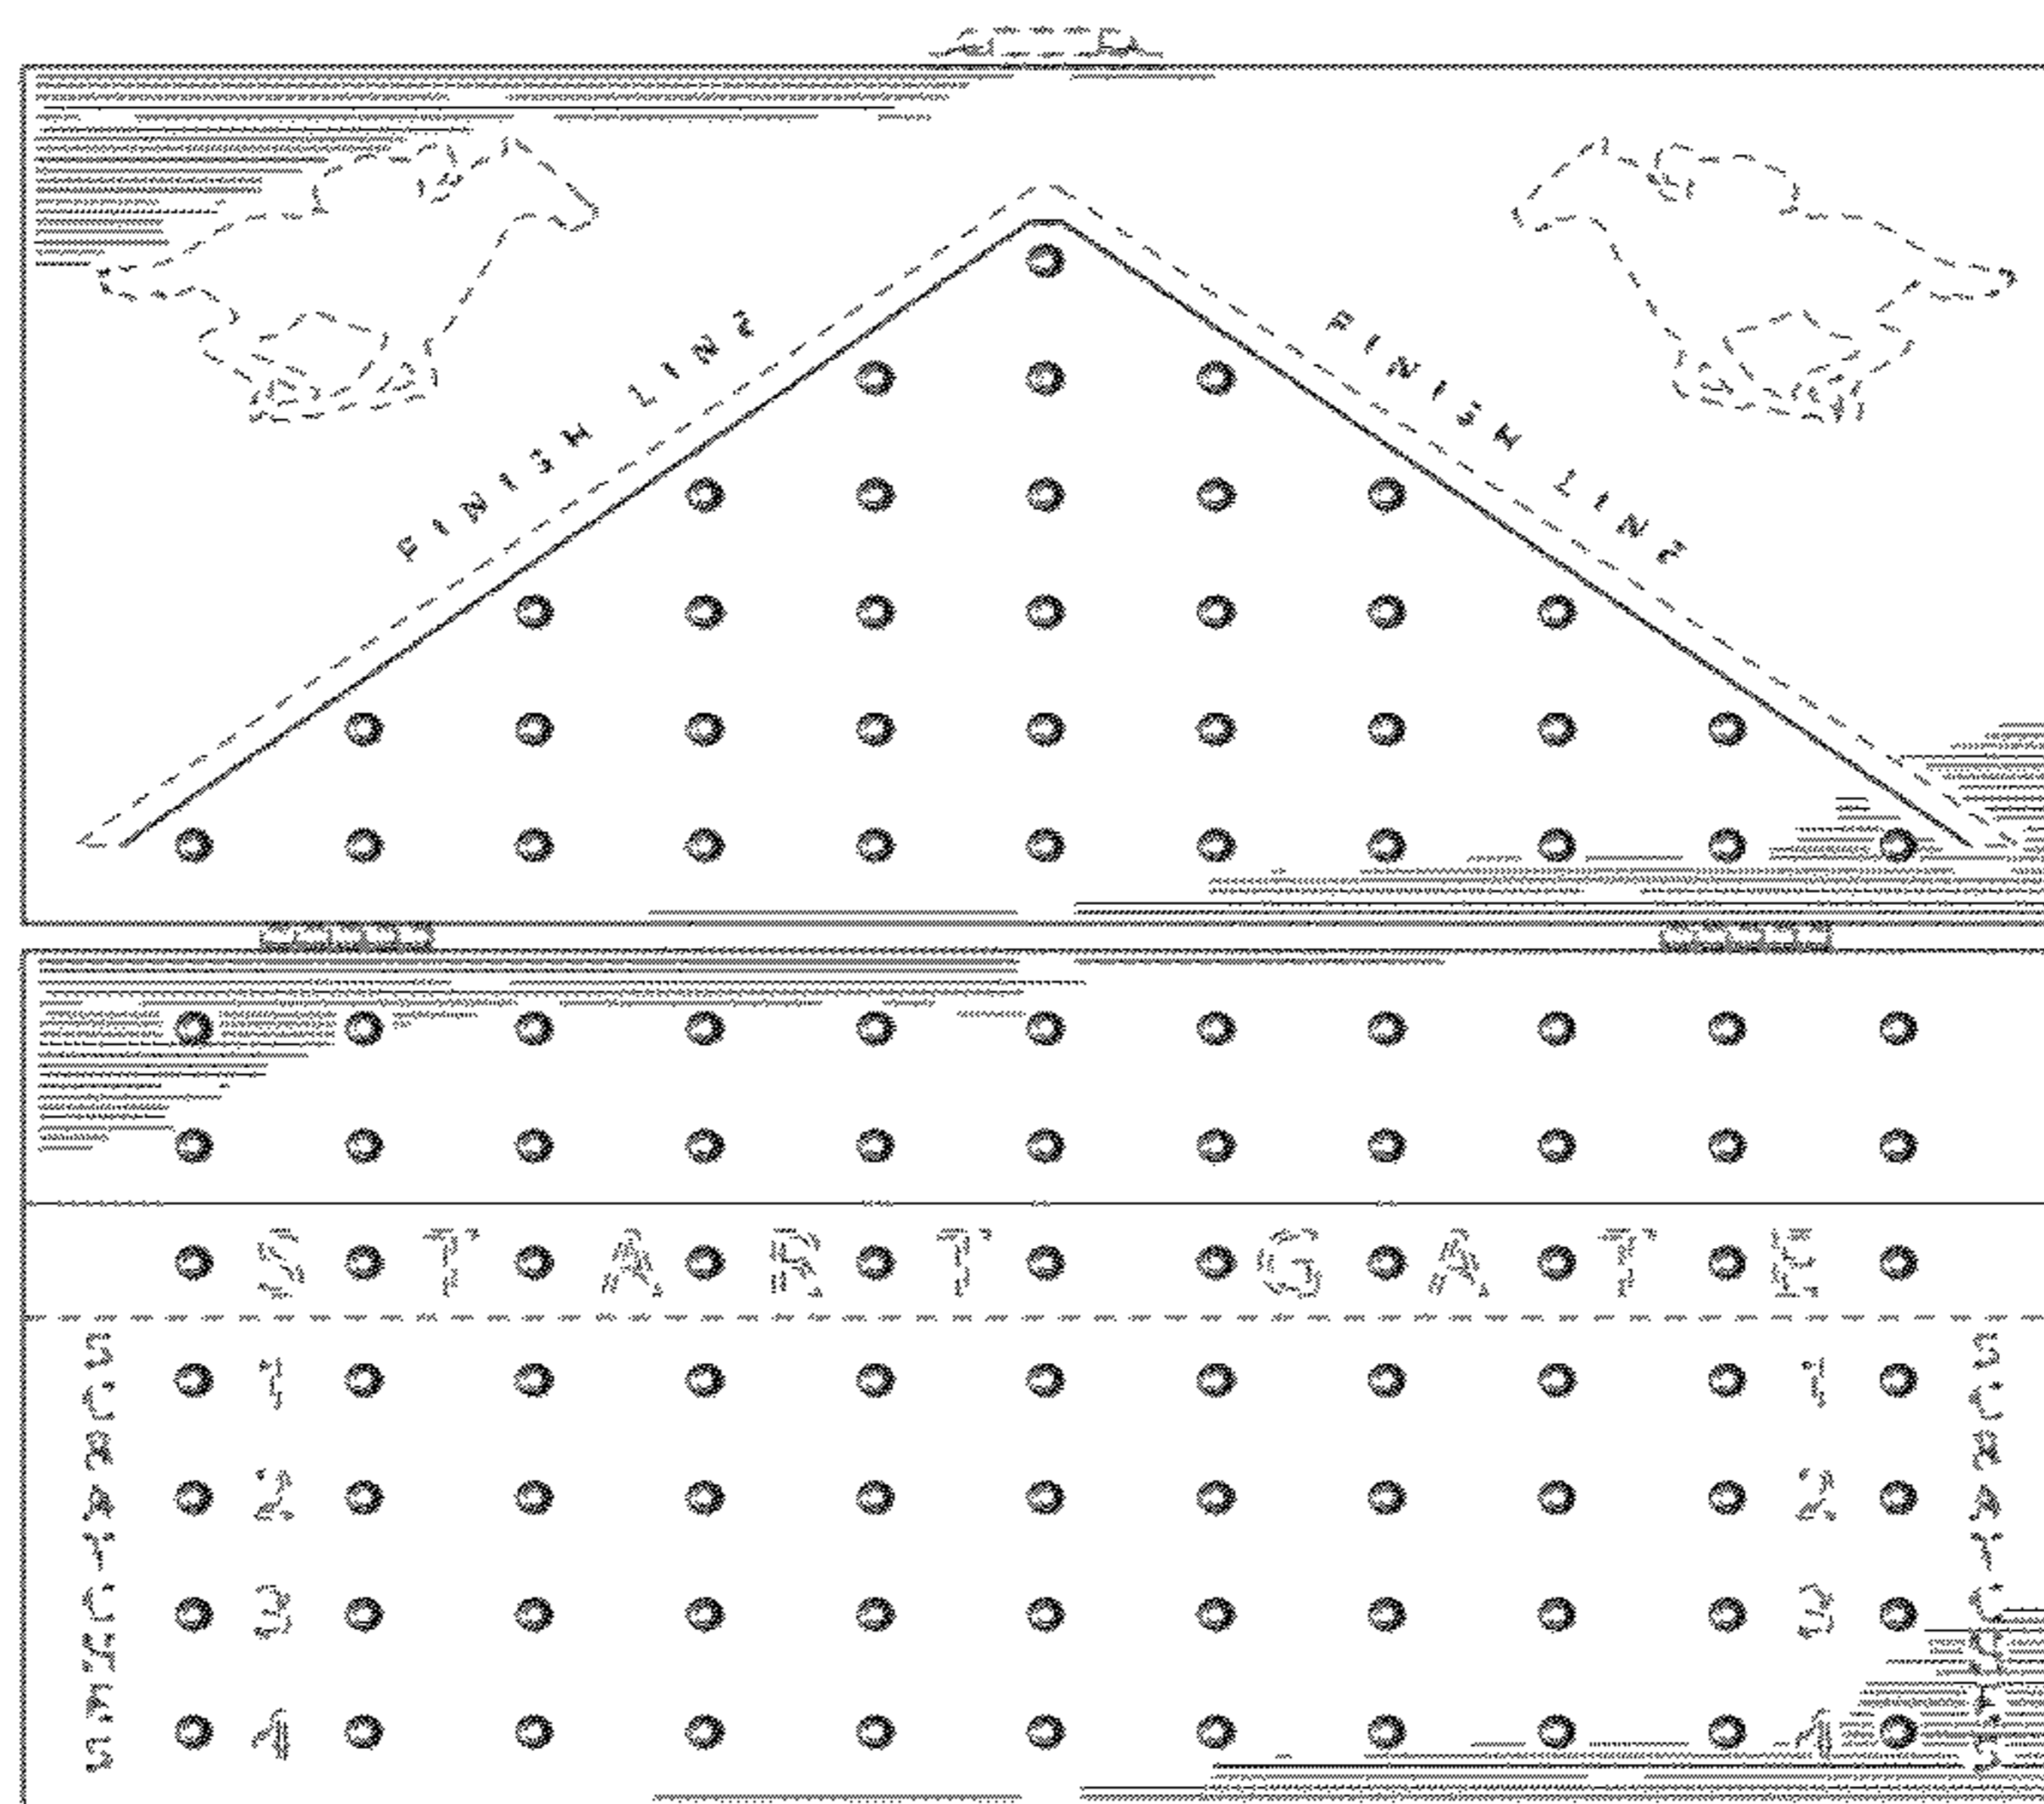 FINISH LINE
FINISH LINE
START GATE
SCRATCHES
SCRATCHES
1 1
2 2
3 3
4 4